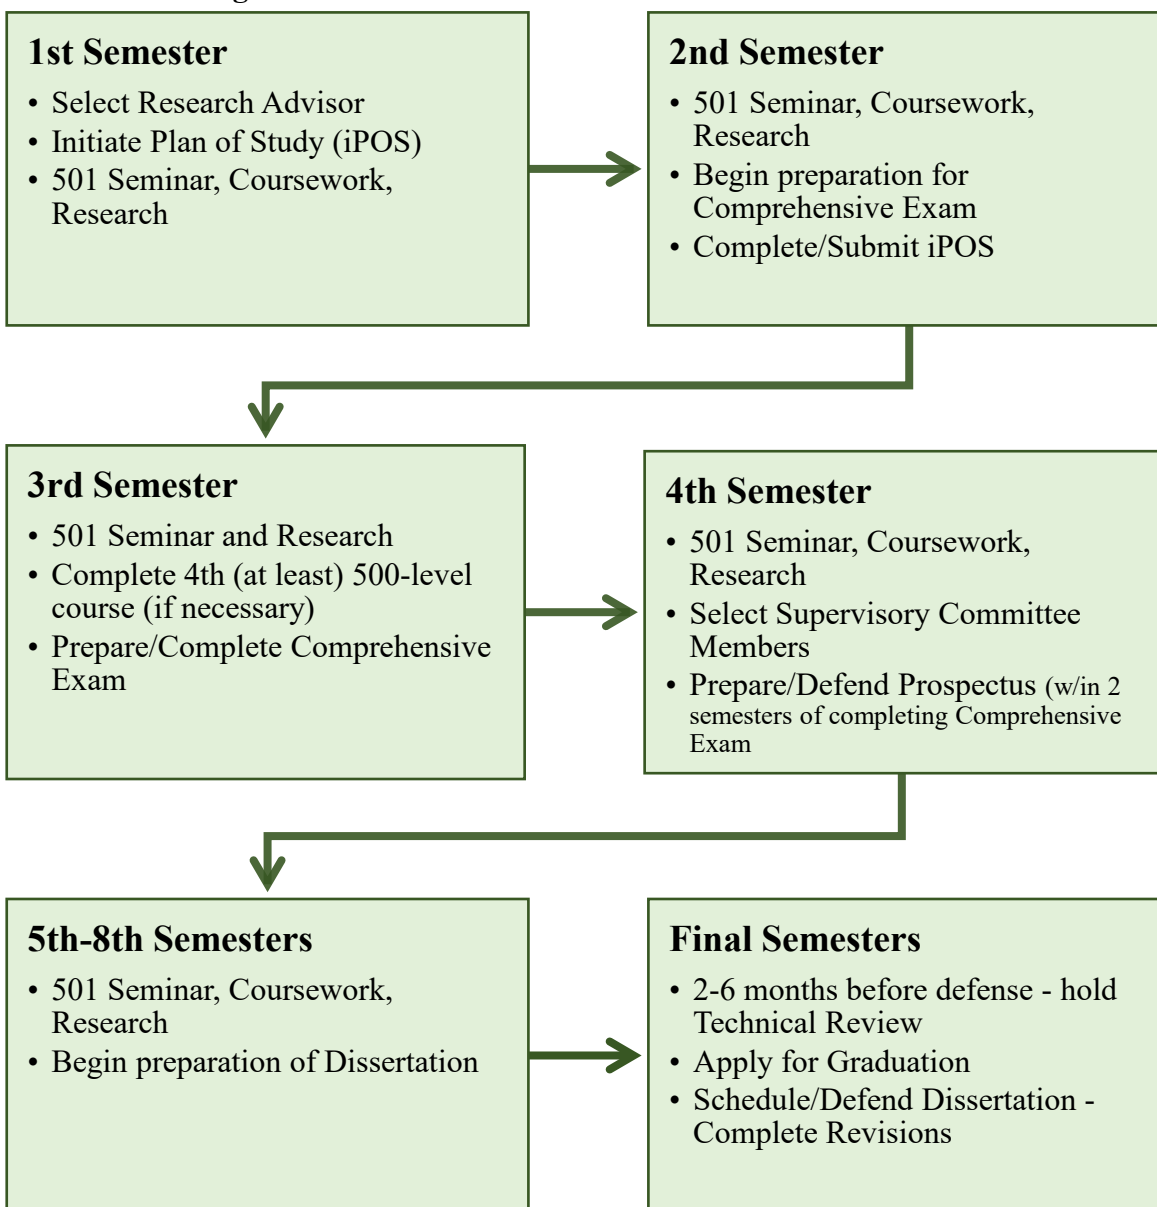 1st Semester
• Select Research Advisor
• Initiate Plan of Study (iPOS)
• 501 Seminar, Coursework,
Research
2nd Semester
• 501 Seminar, Coursework,
Research
• Begin preparation for
Comprehensive Exam
• Complete/Submit iPOS
3rd Semester
• 501 Seminar and Research
• Complete 4th (at least) 500-level
course (if necessary)
• Prepare/Complete Comprehensive
Exam
4th Semester
• 501 Seminar, Coursework,
Research
• Select Supervisory Committee
Members
• Prepare/Defend Prospectus (w/in 2
semesters of completing Comprehensive
Exam
5th-8th Semesters
• 501 Seminar, Coursework,
Research
• Begin preparation of Dissertation
Final Semesters
• 2-6 months before defense - hold
Technical Review
• Apply for Graduation
• Schedule/Defend Dissertation -
Complete Revisions